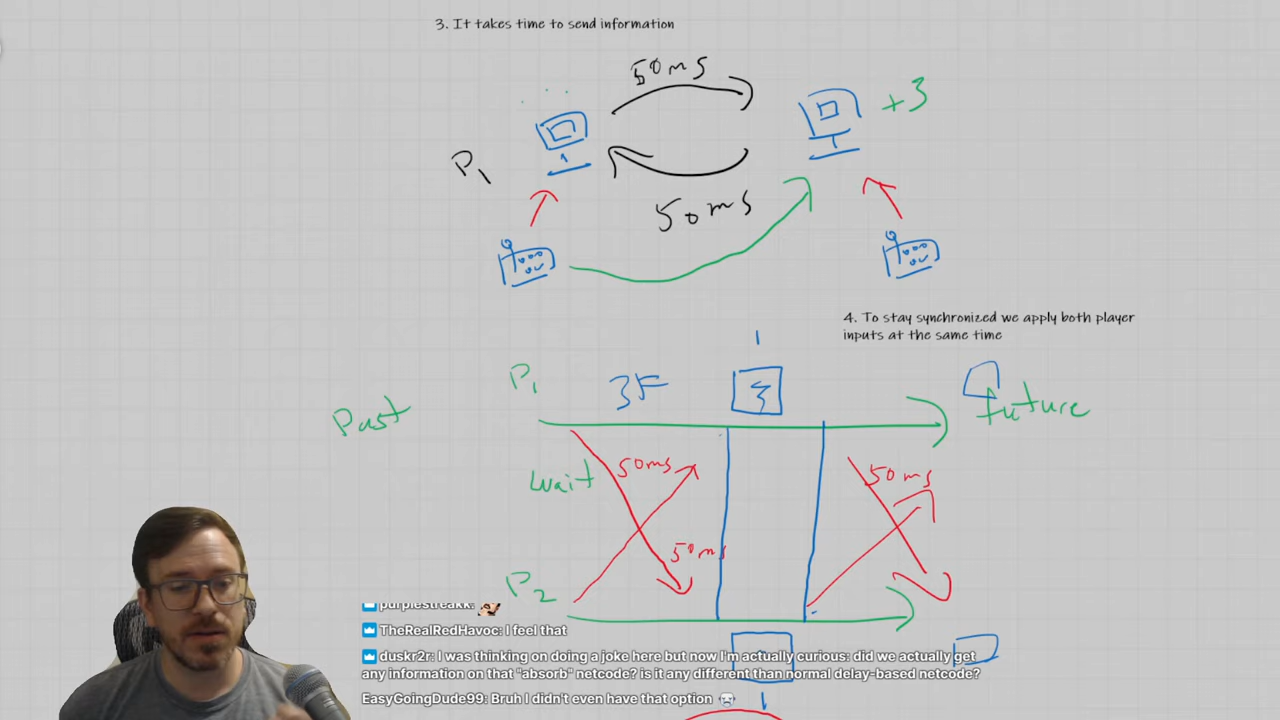 3. It takes time to send information
50ms
+3
P1
50ms
4. To stay synchronized we apply both player
inputs at the same time
1
P1
3F
3
Past
future
wait
50ms
50ms
50ms
P2
purplestreakk:
TheRealRedHavoc: I feel that
duskr2r: I was thinking on doing a joke here but now I'm actually curious: did we actually get
any information on that "absorb" netcode? is it any different than normal delay-based netcode?
EasyGoingDude99: Bruh I didn't even have that option
1